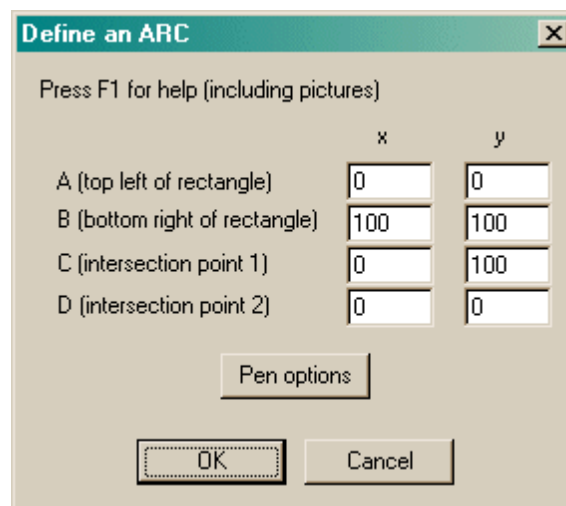 Define an ARC
Press F1 for help (including pictures)
x y
A (top left of rectangle) 0 0
B (bottom right of rectangle) 100 100
C (intersection point 1) 0 100
D (intersection point 2) 0 0
Pen options
OK Cancel